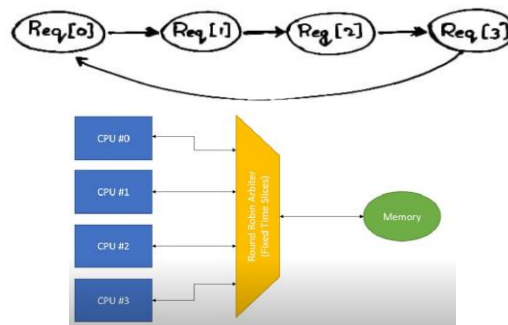 Req[0]
Req[1]
Req[2]
Req[3]
CPU #0
CPU #1
CPU #2
CPU #3
Round Robin Arbiter
(Fixed Time Slices)
Memory